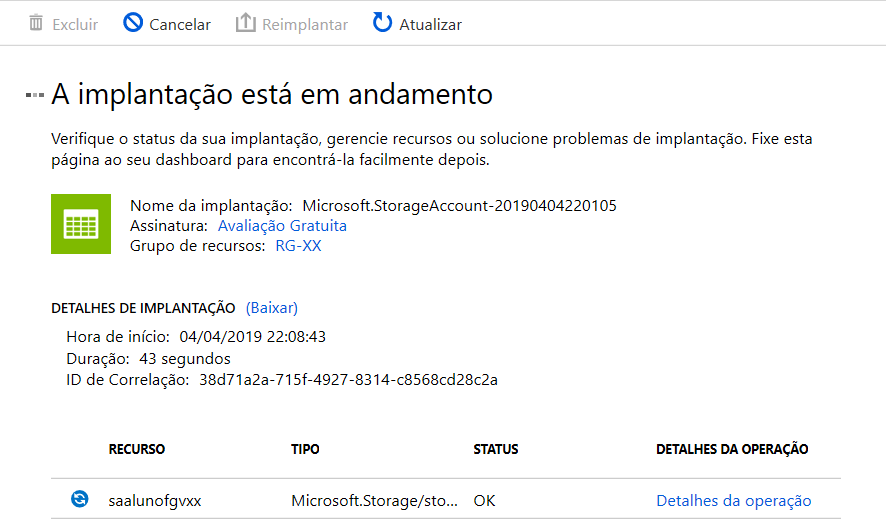 Excluir Cancelar Reimplantar Atualizar
A implantação está em andamento
Verifique o status da sua implantação, gerencie recursos ou solucione problemas de implantação. Fixe esta
página ao seu dashboard para encontrá-la facilmente depois.
Nome da implantação: Microsoft.StorageAccount-20190404220105
Assinatura: Avaliação Gratuita
Grupo de recursos: RG-XX
DETALHES DE IMPLANTAÇÃO (Baixar)
Hora de início: 04/04/2019 22:08:43
Duração: 43 segundos
ID de Correlação: 38d71a2a-715f-4927-8314-c8568cd28c2a
RECURSO TIPO STATUS DETALHES DA OPERAÇÃO
saalunofgvxx Microsoft.Storage/sto... OK Detalhes da operação